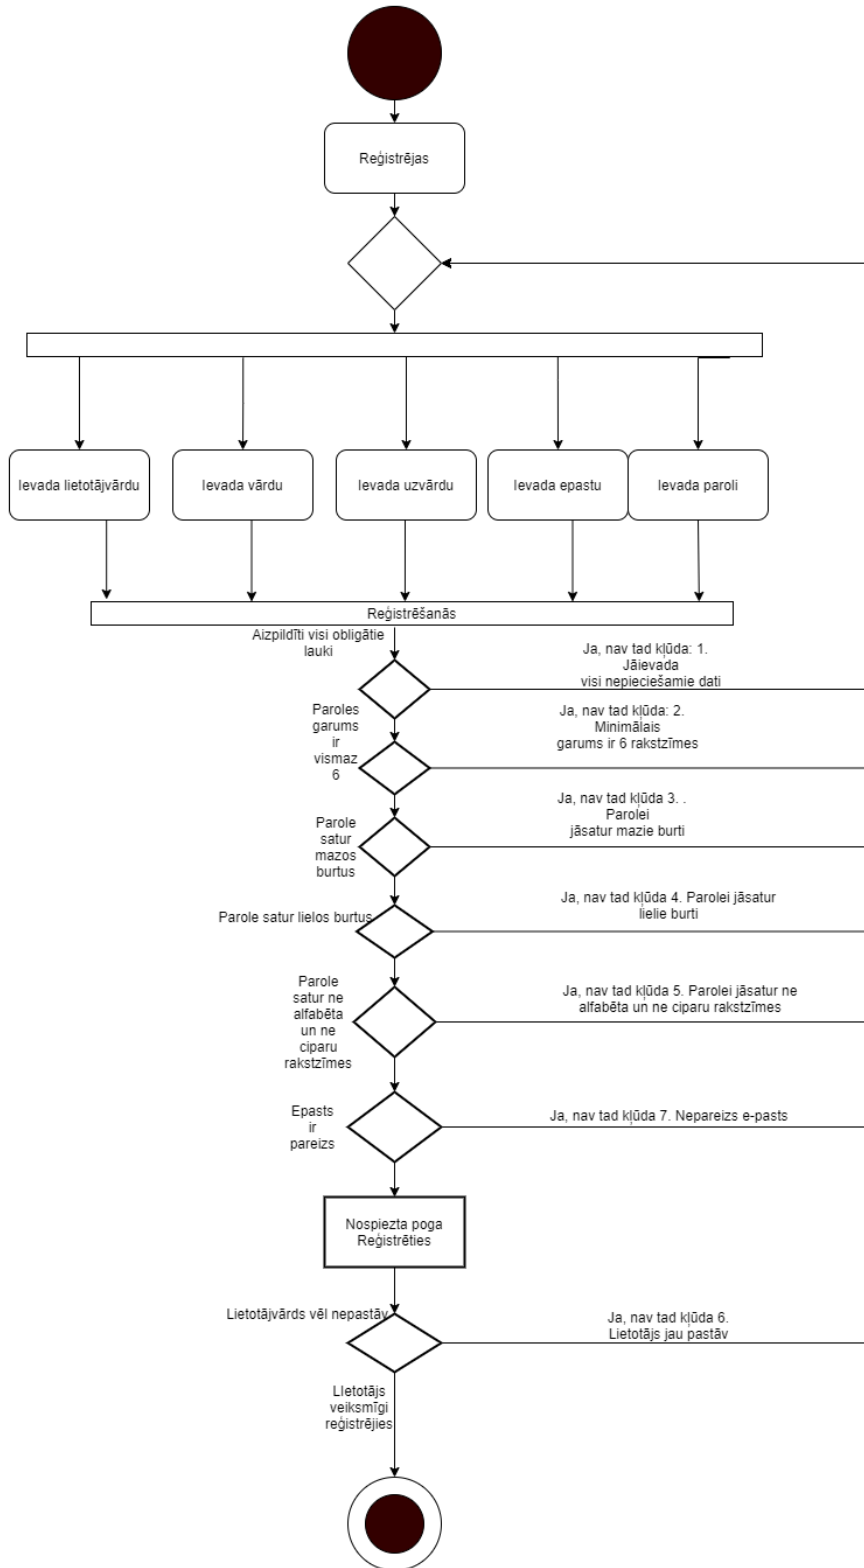 Reģistrējas
Ievada lietotājvārdu
Ievada vārdu
Ievada uzvārdu
Ievada epastu
Ievada paroli
Reģistrēšanās
Aizpildīti visi obligātie
lauki
Ja, nav tad kļūda: 1.
Jāievada
visi nepieciešamie dati
Paroles
garums
ir
vismaz
6
Ja, nav tad kļūda: 2.
Minimālais
garums ir 6 rakstzīmes
Parole
satur
mazos
burtus
Ja, nav tad kļūda 3. .
Parolei
jāsatur mazie burti
Parole satur lielos burtus
Ja, nav tad kļūda 4. Parolei jāsatur
lielie burti
Parole
satur ne
alfabēta
un ne
ciparu
rakstzīmes
Ja, nav tad kļūda 5. Parolei jāsatur ne
alfabēta un ne ciparu rakstzīmes
Epasts
ir
pareizs
Ja, nav tad kļūda 7. Nepareizs e-pasts
Nospiezta poga
Reģistrēties
Lietotājvārds vēl nepastāv
Ja, nav tad kļūda 6.
Lietotājs jau pastāv
LIetotājs
veiksmīgi
reģistrējies